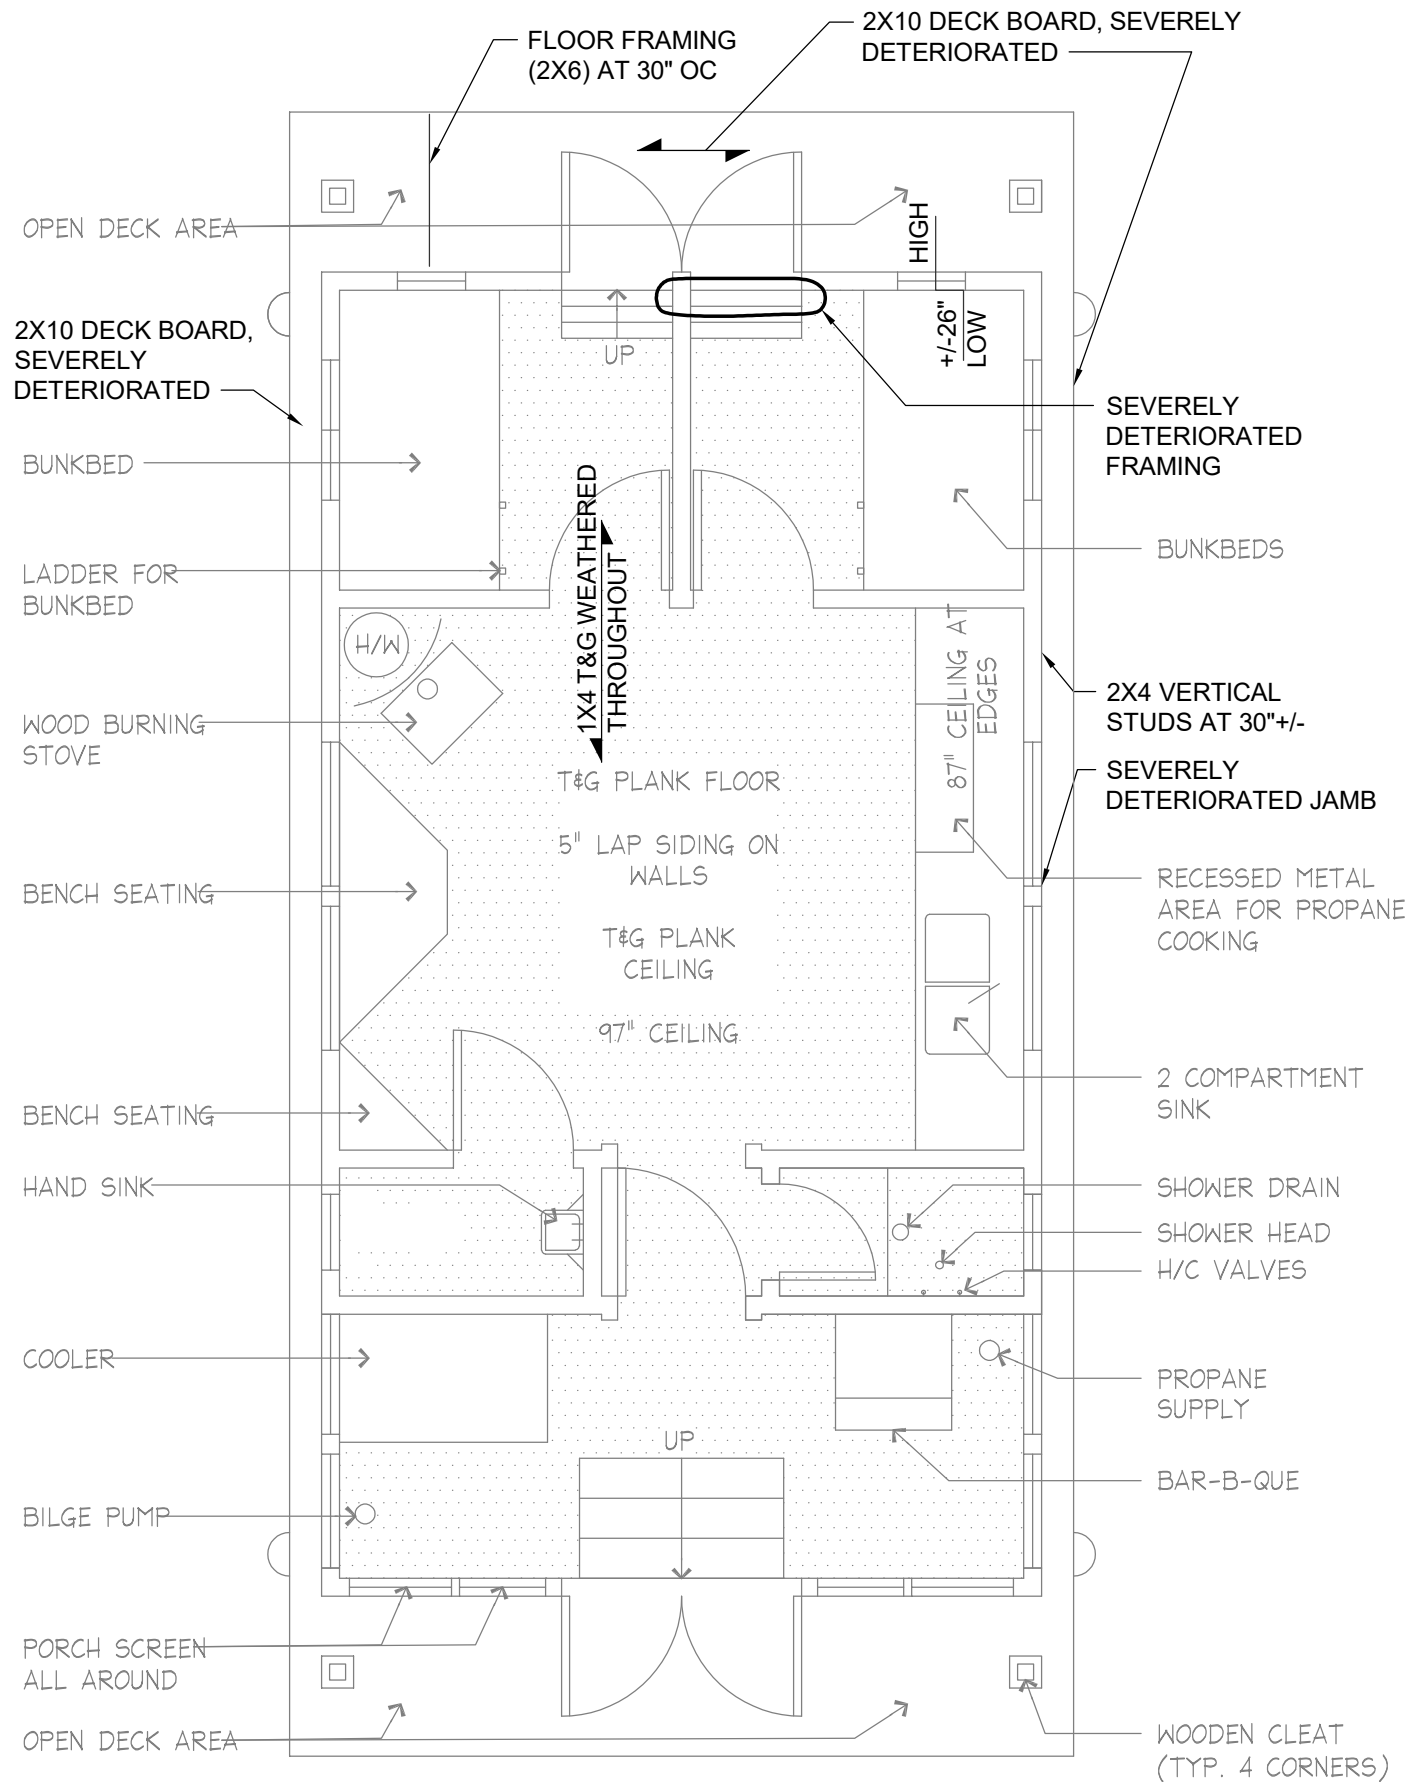 FLOOR FRAMING
(2X6) AT 30" OC
2X10 DECK BOARD, SEVERELY
DETERIORATED
OPEN DECK AREA
HIGH
+/-26"
LOW
2X10 DECK BOARD,
SEVERELY
DETERIORATED
UP
SEVERELY
DETERIORATED
FRAMING
BUNKBED
BUNKBEDS
LADDER FOR
BUNKBED
1X4 T&G WEATHERED
THROUGHOUT
H/W
87" CEILING AT
EDGES
2X4 VERTICAL
STUDS AT 30"+/-
WOOD BURNING
STOVE
SEVERELY
DETERIORATED JAMB
T&G PLANK FLOOR
5" LAP SIDING ON
WALLS
T&G PLANK
CEILING
97" CEILING
BENCH SEATING
RECESSED METAL
AREA FOR PROPANE
COOKING
2 COMPARTMENT
SINK
BENCH SEATING
HAND SINK
SHOWER DRAIN
SHOWER HEAD
H/C VALVES
COOLER
PROPANE
SUPPLY
UP
BAR-B-QUE
BILGE PUMP
PORCH SCREEN
ALL AROUND
OPEN DECK AREA
WOODEN CLEAT
(TYP. 4 CORNERS)